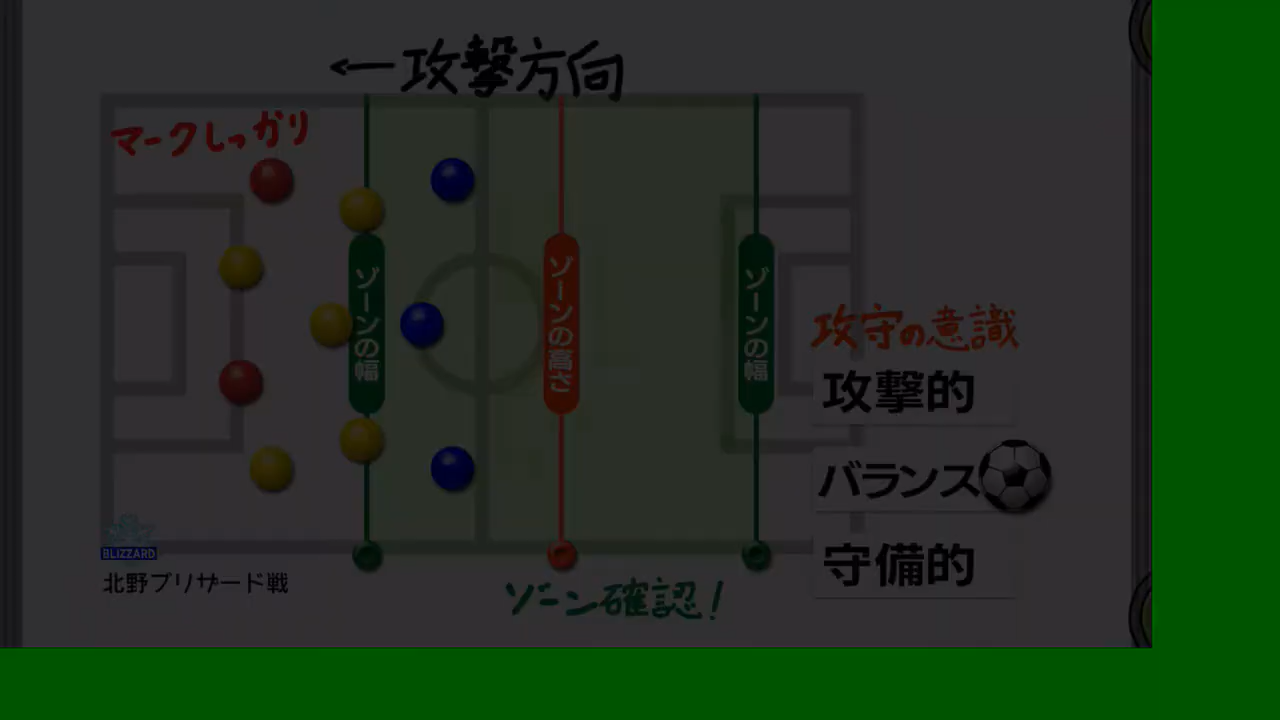 ←攻撃方向
マークしっかり
ゾーンの幅
ゾーンの高さ
ゾーンの幅
攻守の意識
攻撃的
バランス
守備的
BLIZZARD
北野ブリザード戦
ゾーン確認！